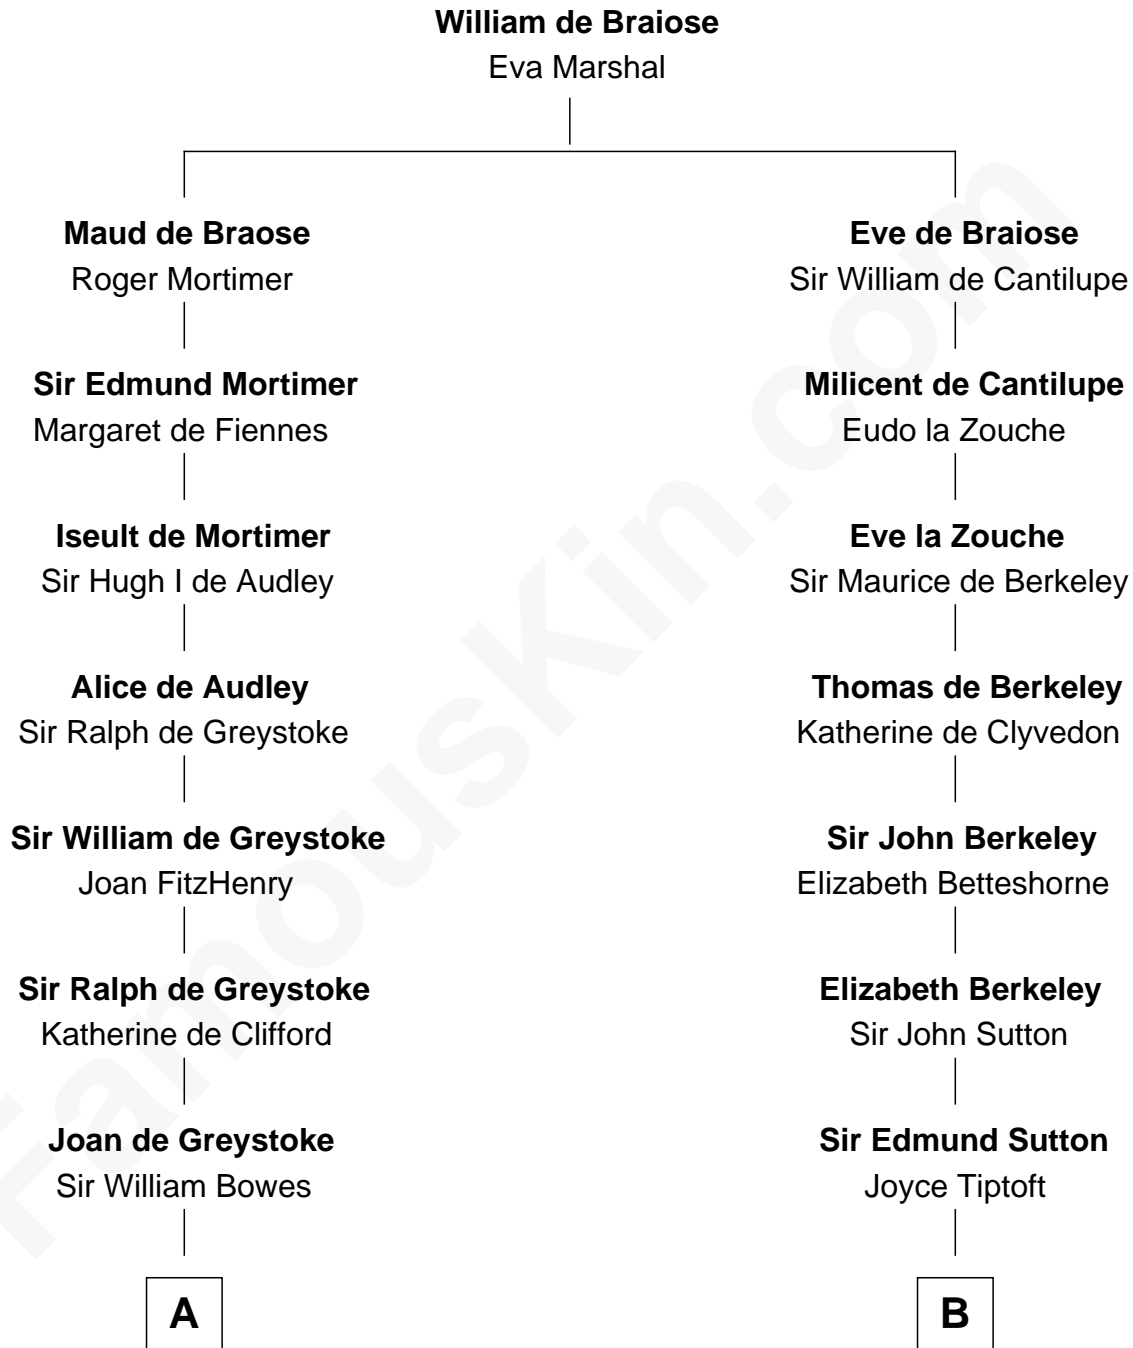 William de Braiose
Eva Marshal
Maud de Braose
Roger Mortimer
Eve de Braiose
Sir William de Cantilupe
Sir Edmund Mortimer
Margaret de Fiennes
Milicent de Cantilupe
Eudo la Zouche
Iseult de Mortimer
Sir Hugh I de Audley
Eve la Zouche
Sir Maurice de Berkeley
Alice de Audley
Sir Ralph de Greystoke
Thomas de Berkeley
Katherine de Clyvedon
Sir William de Greystoke
Joan FitzHenry
Sir John Berkeley
Elizabeth Betteshorne
Sir Ralph de Greystoke
Katherine de Clifford
Elizabeth Berkeley
Sir John Sutton
Joan de Greystoke
Sir William Bowes
Sir Edmund Sutton
Joyce Tiptoft
A
B
FamousKin.com